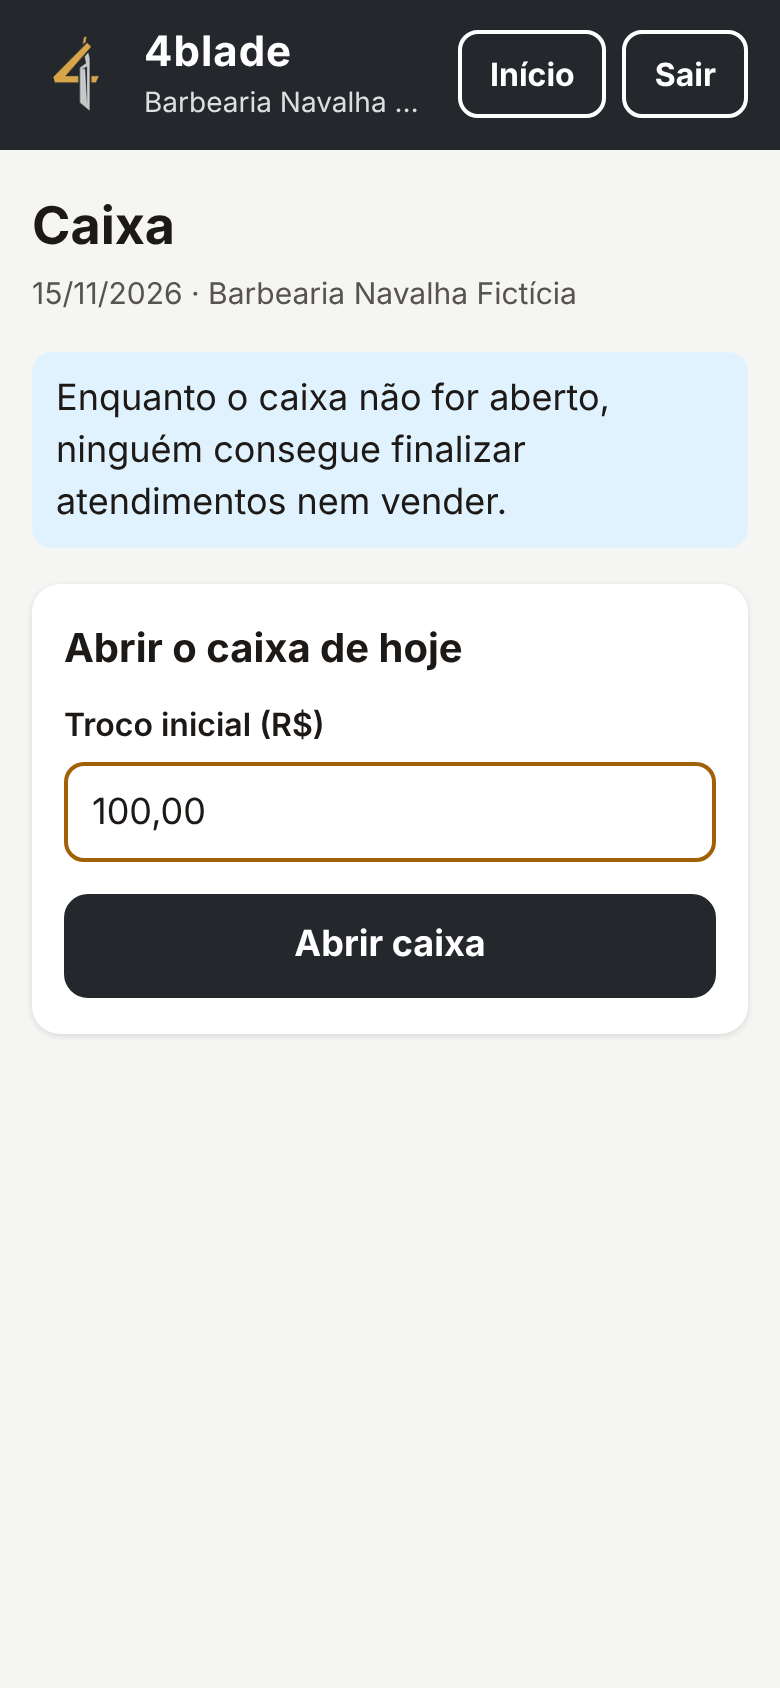 4blade
Barbearia Navalha ...
Início
Sair
Caixa
15/11/2026 · Barbearia Navalha Fictícia
Enquanto o caixa não for aberto,
ninguém consegue finalizar
atendimentos nem vender.
Abrir o caixa de hoje
Troco inicial (R$)
100,00
Abrir caixa